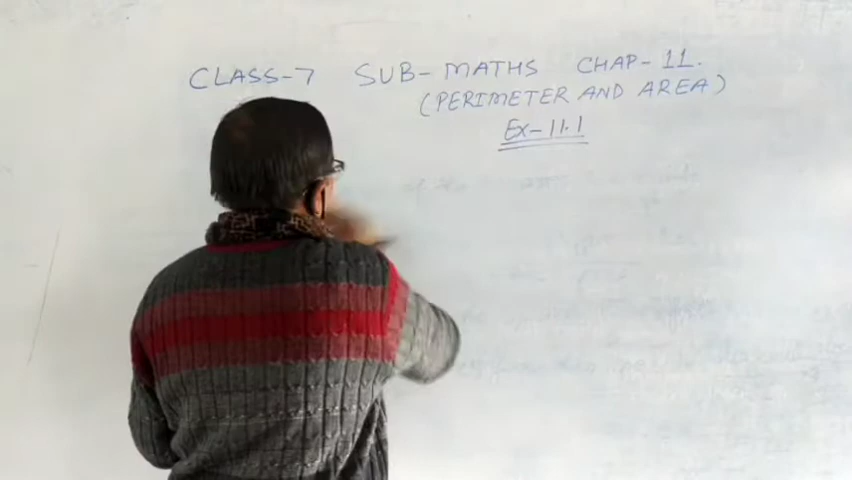 CLASS-7 SUB-MATHS CHAP-11.
(PERIMETER AND AREA)
Ex-11.1